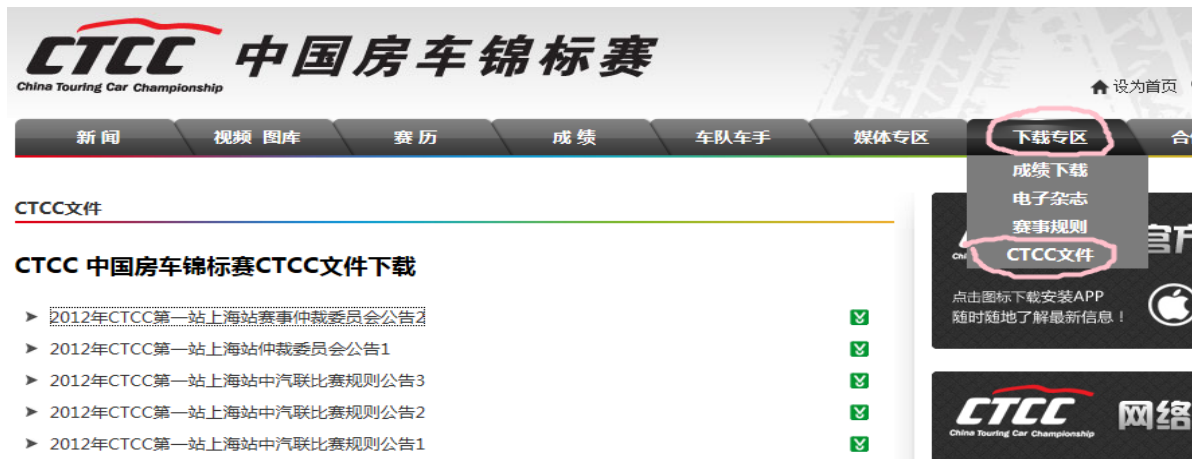 CTCC 中国房车锦标赛
China Touring Car Championship
设为首页
新闻 视频 图库 赛历 成绩 车队车手 媒体专区 下载专区
成绩下载
电子杂志
赛事规则
CTCC文件
CTCC文件
CTCC 中国房车锦标赛CTCC文件下载
2012年CTCC第一站上海站赛事仲裁委员会公告2
2012年CTCC第一站上海站仲裁委员会公告1
2012年CTCC第一站上海站中汽联比赛规则公告3
2012年CTCC第一站上海站中汽联比赛规则公告2
2012年CTCC第一站上海站中汽联比赛规则公告1
点击图标下载安装APP
随时随地了解最新信息！
CTCC 网络
China Touring Car Championship